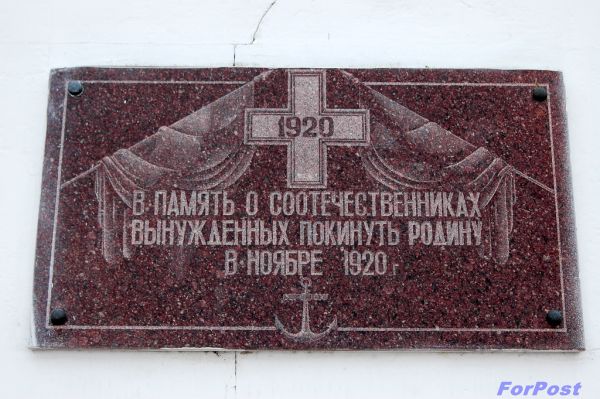 1920
В ПАМЯТЬ О СООТЕЧЕСТВЕННИКАХ
ВЫНУЖДЕННЫХ ПОКИНУТЬ РОДИНУ
В НОЯБРЕ 1920 г
ForPost